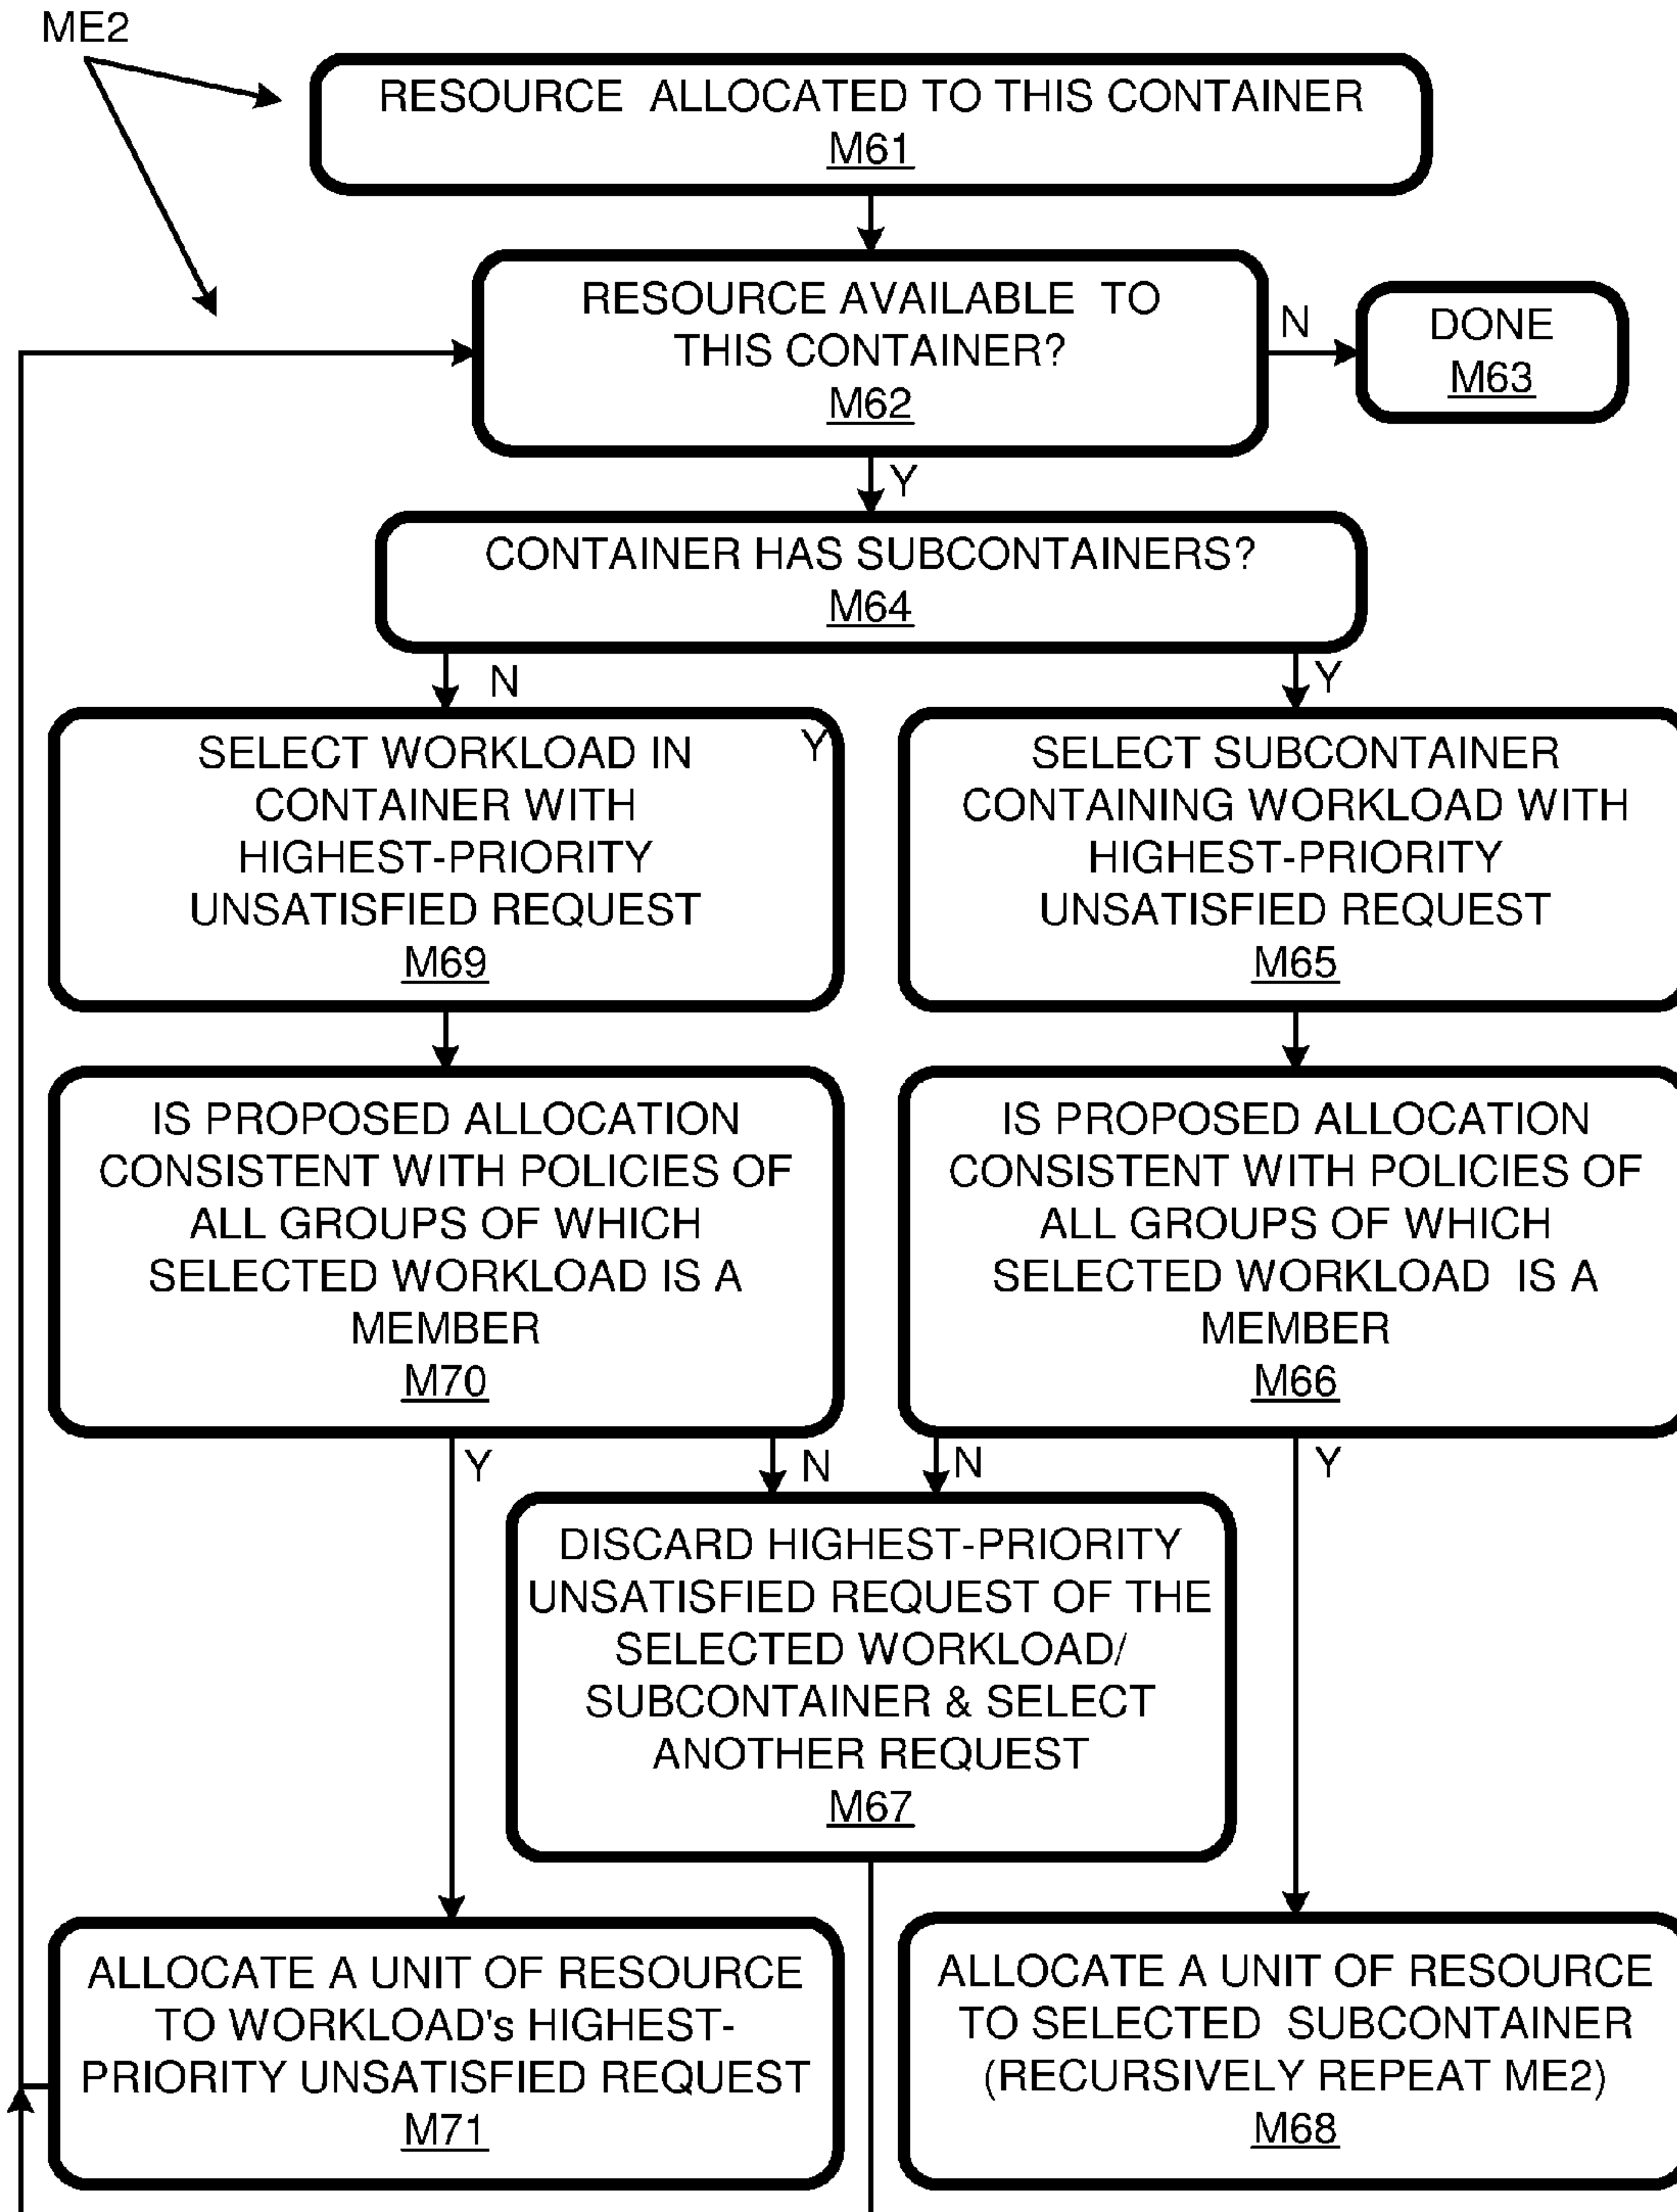 ME2
RESOURCE ALLOCATED TO THIS CONTAINER
M61
RESOURCE AVAILABLE TO
THIS CONTAINER?
M62
N
DONE
M63
Y
CONTAINER HAS SUBCONTAINERS?
M64
N
Y
SELECT WORKLOAD IN
CONTAINER WITH
HIGHEST-PRIORITY
UNSATISFIED REQUEST
M69
Y
SELECT SUBCONTAINER
CONTAINING WORKLOAD WITH
HIGHEST-PRIORITY
UNSATISFIED REQUEST
M65
IS PROPOSED ALLOCATION
CONSISTENT WITH POLICIES OF
ALL GROUPS OF WHICH
SELECTED WORKLOAD IS A
MEMBER
M70
IS PROPOSED ALLOCATION
CONSISTENT WITH POLICIES OF
ALL GROUPS OF WHICH
SELECTED WORKLOAD IS A
MEMBER
M66
Y
N
N
Y
DISCARD HIGHEST-PRIORITY
UNSATISFIED REQUEST OF THE
SELECTED WORKLOAD/
SUBCONTAINER & SELECT
ANOTHER REQUEST
M67
ALLOCATE A UNIT OF RESOURCE
TO WORKLOAD's HIGHEST-
PRIORITY UNSATISFIED REQUEST
M71
ALLOCATE A UNIT OF RESOURCE
TO SELECTED SUBCONTAINER
(RECURSIVELY REPEAT ME2)
M68